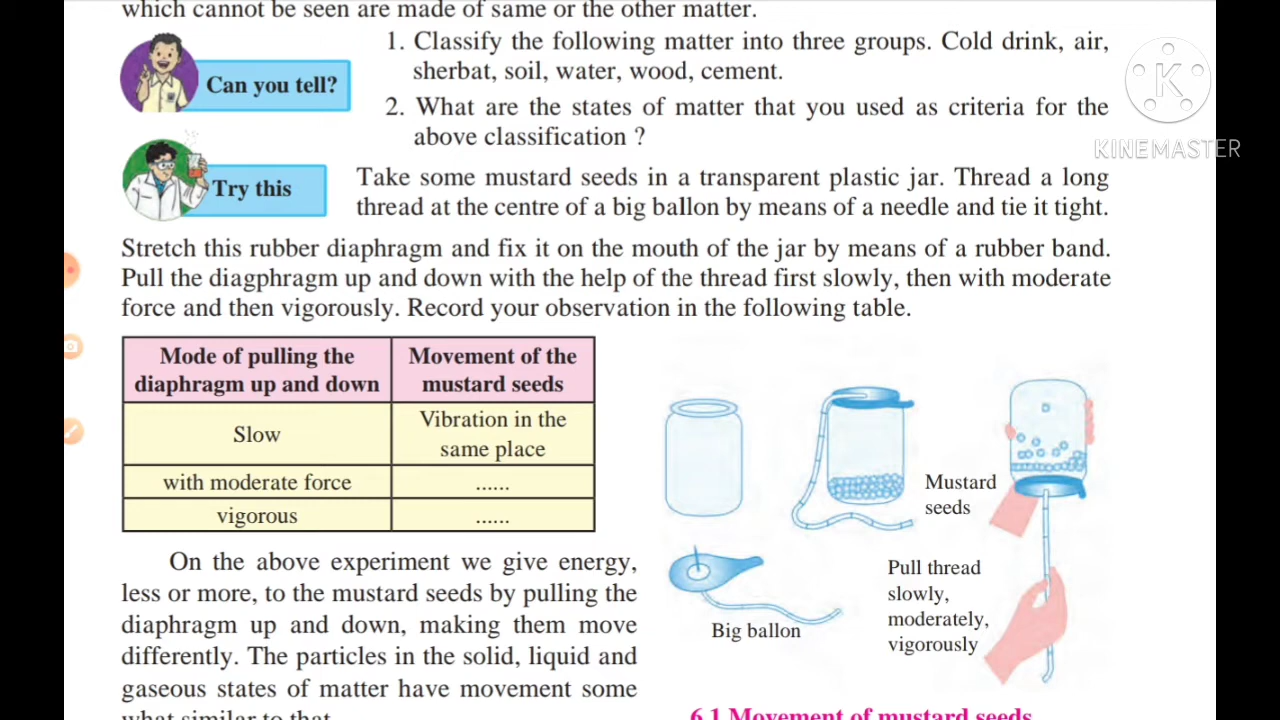 which cannot be seen are made of same or the other matter.
Can you tell?
1. Classify the following matter into three groups. Cold drink, air,
sherbat, soil, water, wood, cement.
2. What are the states of matter that you used as criteria for the
above classification ?
K
KINEMASTER
Try this
Take some mustard seeds in a transparent plastic jar. Thread a long
thread at the centre of a big ballon by means of a needle and tie it tight.
Stretch this rubber diaphragm and fix it on the mouth of the jar by means of a rubber band.
Pull the diagphragm up and down with the help of the thread first slowly, then with moderate
force and then vigorously. Record your observation in the following table.
Mode of pulling the
diaphragm up and down
Movement of the
mustard seeds
Slow
Vibration in the
same place
with moderate force
......
vigorous
......
On the above experiment we give energy,
less or more, to the mustard seeds by pulling the
diaphragm up and down, making them move
differently. The particles in the solid, liquid and
gaseous states of matter have movement some
what similar to that.
Mustard
seeds
Big ballon
Pull thread
slowly,
moderately,
vigorously
6.1 Movement of mustard seeds